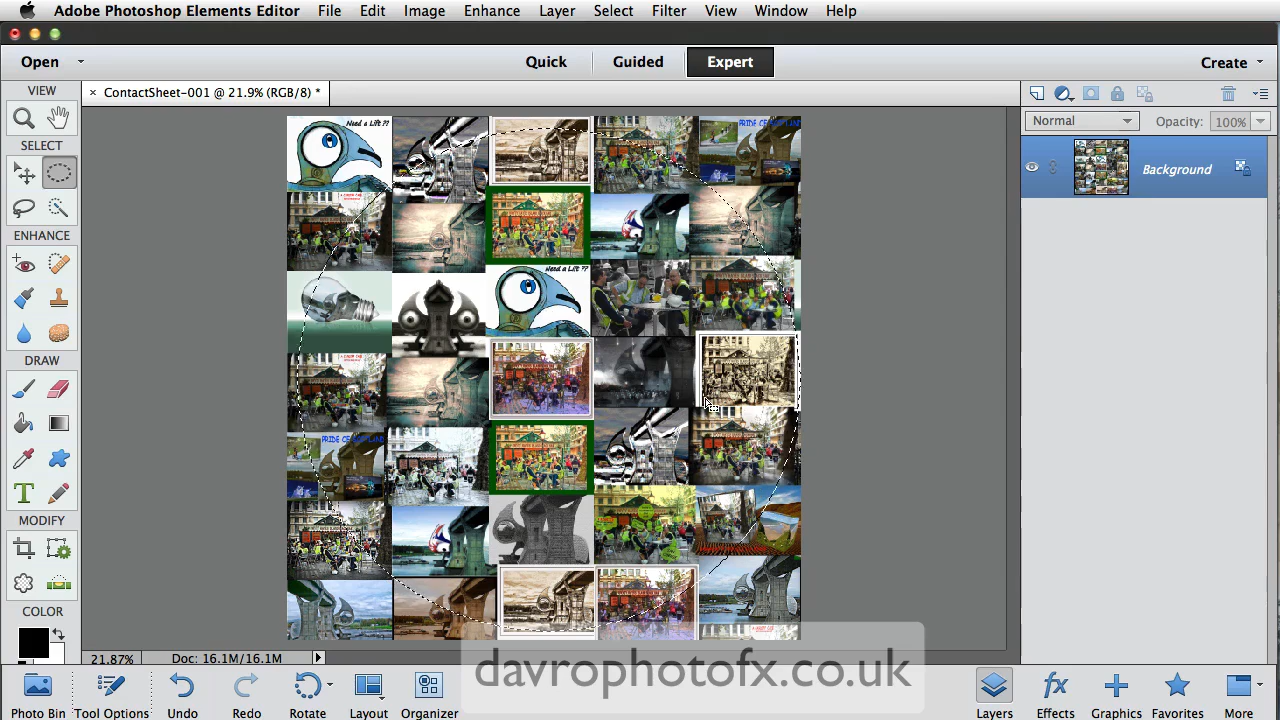 Adobe Photoshop Elements Editor File Edit Image Enhance Layer Select Filter View Window Help
Open Quick Guided Expert Create
VIEW × ContactSheet-001 @ 21.9% (RGB/8) *
Normal Opacity: 100%
Need a Lift ??
SELECT
Background
ENHANCE
Need a Lift ??
DRAW
MODIFY
COLOR
21.87% Doc: 16.1M/16.1M
davrophotofx.co.uk
Photo Bin Tool Options Undo Redo Rotate Layout Organizer Layers Effects Graphics Favorites More